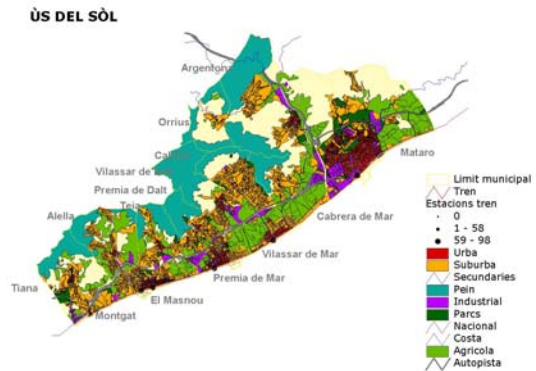 ÙS DEL SÒL
Argentona
Orrius
Vilassar de
Premia de Dalt
Teia
Alella
Tiana
Montgat
El Masnou
Premia de Mar
Vilassar de Mar
Cabrera de Mar
Mataro
Limit municipal
Tren
Estacions tren
0
1 - 58
59 - 98
Urba
Suburba
Secundaries
Pein
Industrial
Parcs
Nacional
Costa
Agricola
Autopista